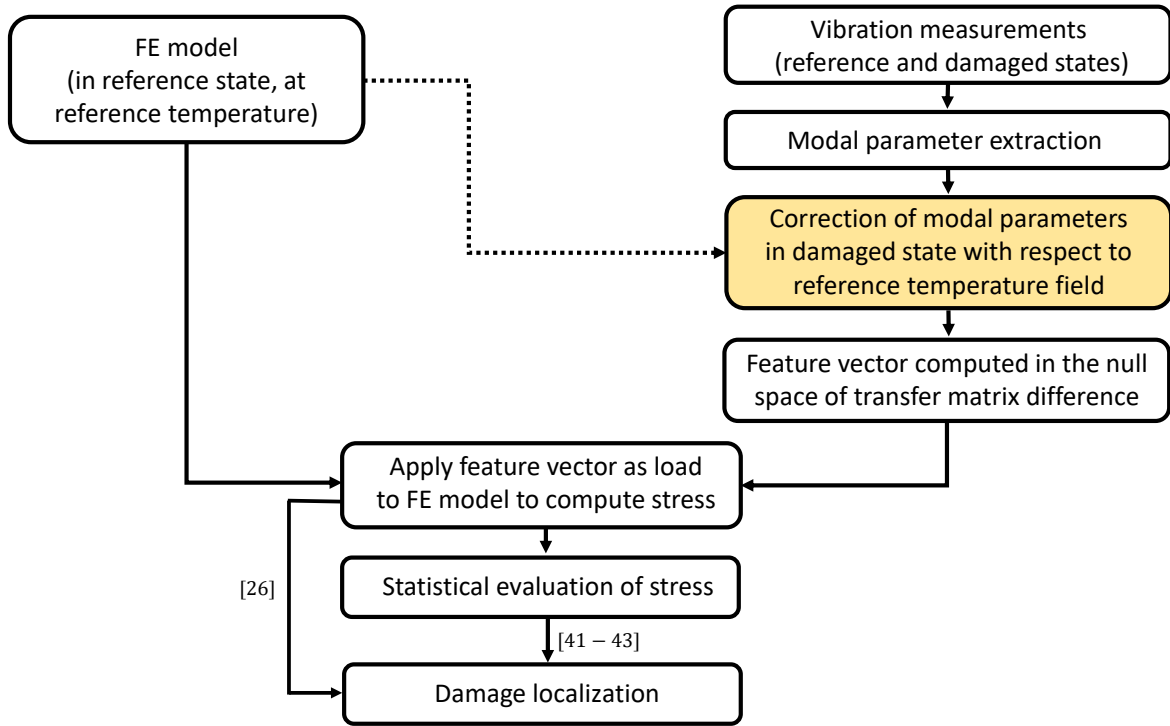 FE model
(in reference state, at
reference temperature)
Vibration measurements
(reference and damaged states)
Modal parameter extraction
Correction of modal parameters
in damaged state with respect to
reference temperature field
Feature vector computed in the null
space of transfer matrix difference
Apply feature vector as load
to FE model to compute stress
Statistical evaluation of stress
[26]
[41 − 43]
Damage localization